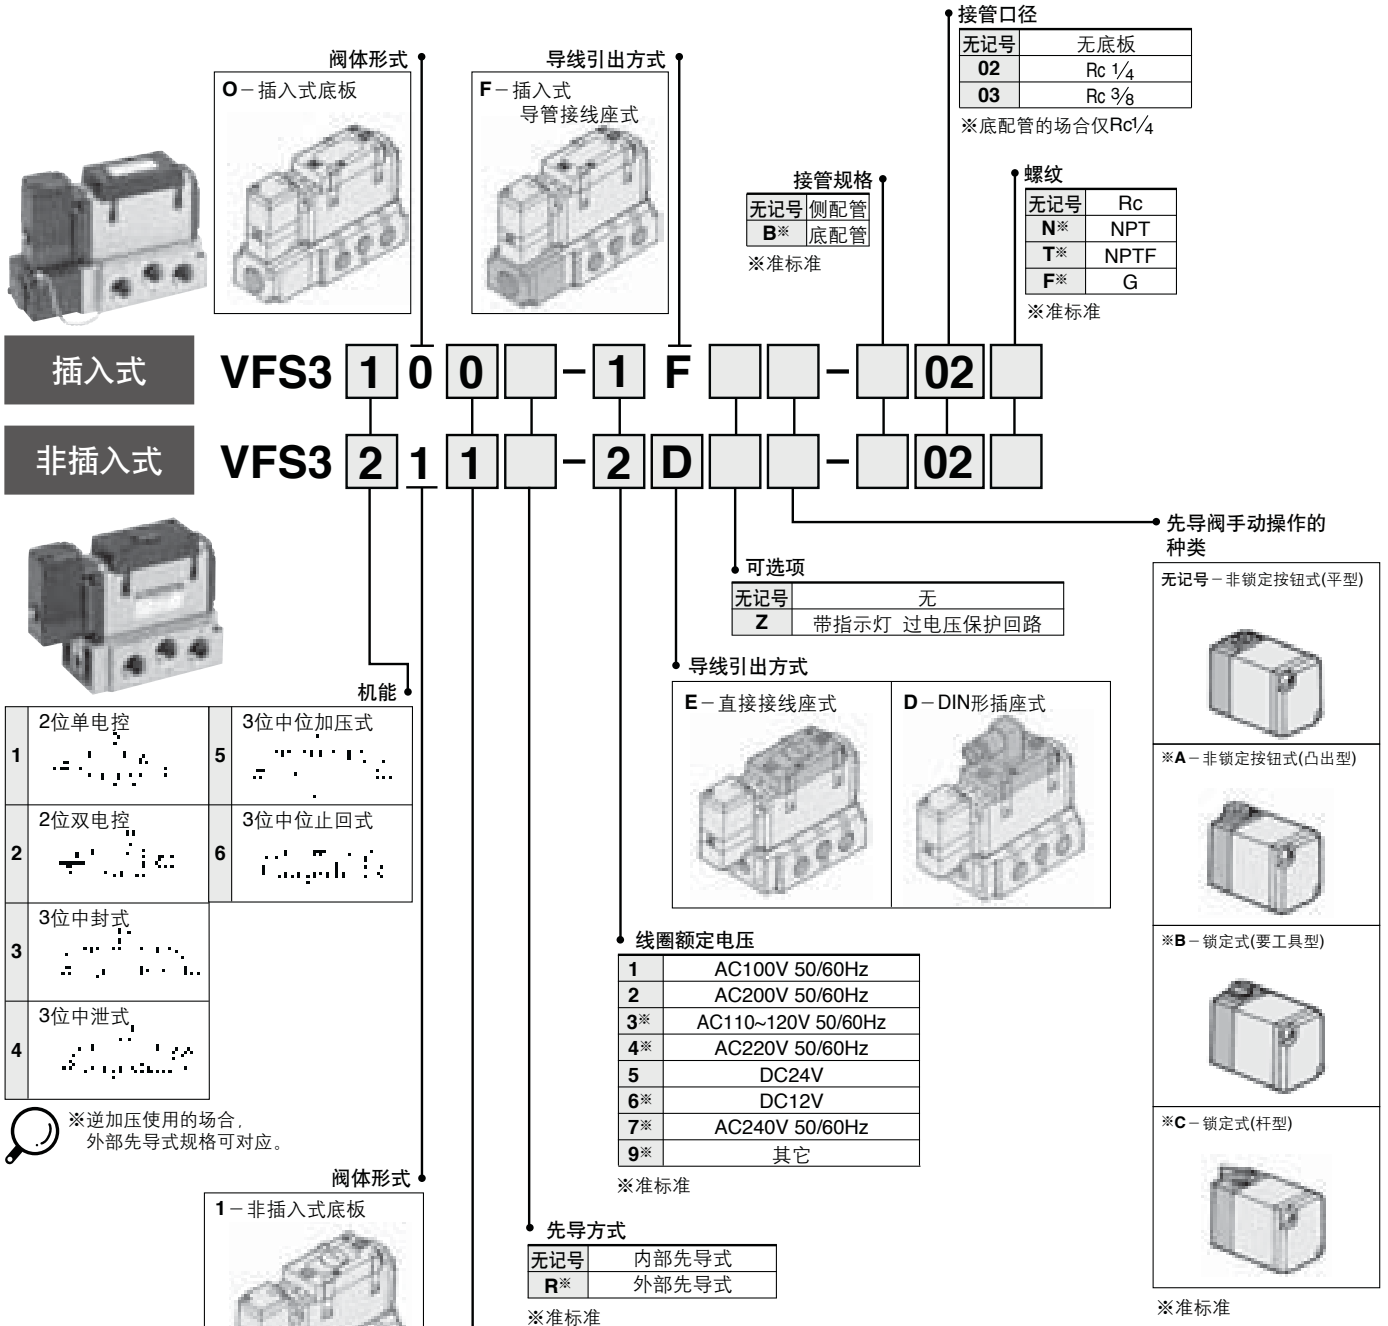 接管口径
无记号 无底板
02 Rc 1/4
03 Rc 3/8
※底配管的场合仅Rc1/4
阀体形式
O－插入式底板
导线引出方式
F－插入式
导管接线座式
接管规格
无记号 侧配管
B※ 底配管
※准标准
螺纹
无记号 Rc
N※ NPT
T※ NPTF
F※ G
※准标准
插入式 VFS3 1 0 0 － 1 F － 02
非插入式 VFS3 2 1 1 － 2 D － 02
先导阀手动操作的
种类
无记号－非锁定按钮式(平型)
※A－非锁定按钮式(凸出型)
※B－锁定式(要工具型)
※C－锁定式(杆型)
※准标准
可选项
无记号 无
Z 带指示灯 过电压保护回路
导线引出方式
E－直接接线座式
D－DIN形插座式
机能
1 2位单电控
5 3位中位加压式
2 2位双电控
6 3位中位止回式
3 3位中封式
4 3位中泄式
※逆加压使用的场合,
外部先导式规格可对应。
线圈额定电压
1 AC100V 50/60Hz
2 AC200V 50/60Hz
3※ AC110~120V 50/60Hz
4※ AC220V 50/60Hz
5 DC24V
6※ DC12V
7※ AC240V 50/60Hz
9※ 其它
※准标准
阀体形式
1－非插入式底板
先导方式
无记号 内部先导式
R※ 外部先导式
※准标准